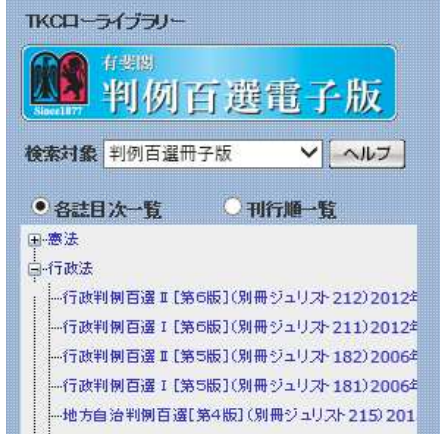 TKCローライブラリー
有斐閣
判例百選電子版
Since1877
検索対象 判例百選冊子版 ヘルプ
各誌目次一覧 刊行順一覧
憲法
行政法
行政判例百選Ⅱ[第6版](別冊ジュリスト212)2012年
行政判例百選Ⅰ[第6版](別冊ジュリスト211)2012年
行政判例百選Ⅱ[第5版](別冊ジュリスト182)2006年
行政判例百選Ⅰ[第5版](別冊ジュリスト181)2006年
地方自治判例百選[第4版](別冊ジュリスト215)201